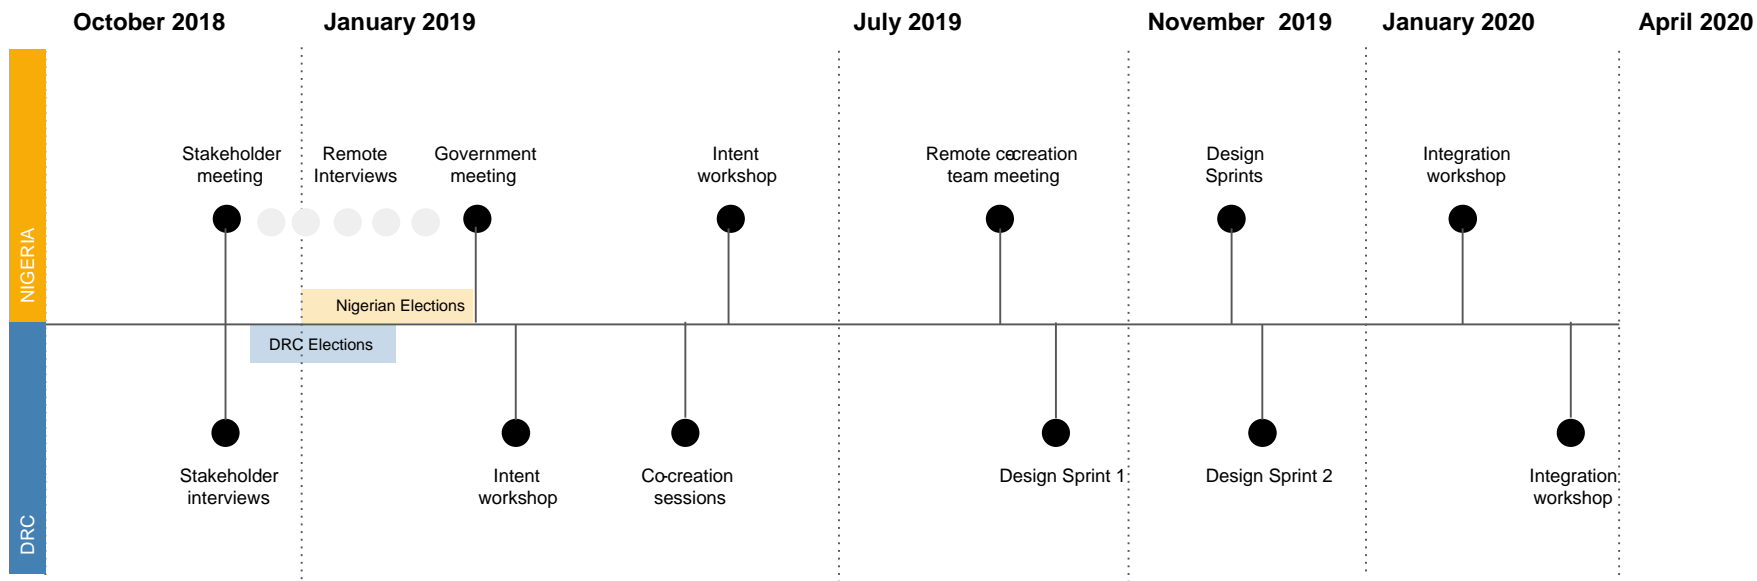 October 2018
January 2019
July 2019
November 2019
January 2020
April 2020
NIGERIA
Stakeholder
meeting
Remote
Interviews
Government
meeting
Intent
workshop
Remote cocreation
team meeting
Design
Sprints
Integration
workshop
Nigerian Elections
DRC Elections
DRC
Stakeholder
interviews
Intent
workshop
Co-creation
sessions
Design Sprint 1
Design Sprint 2
Integration
workshop